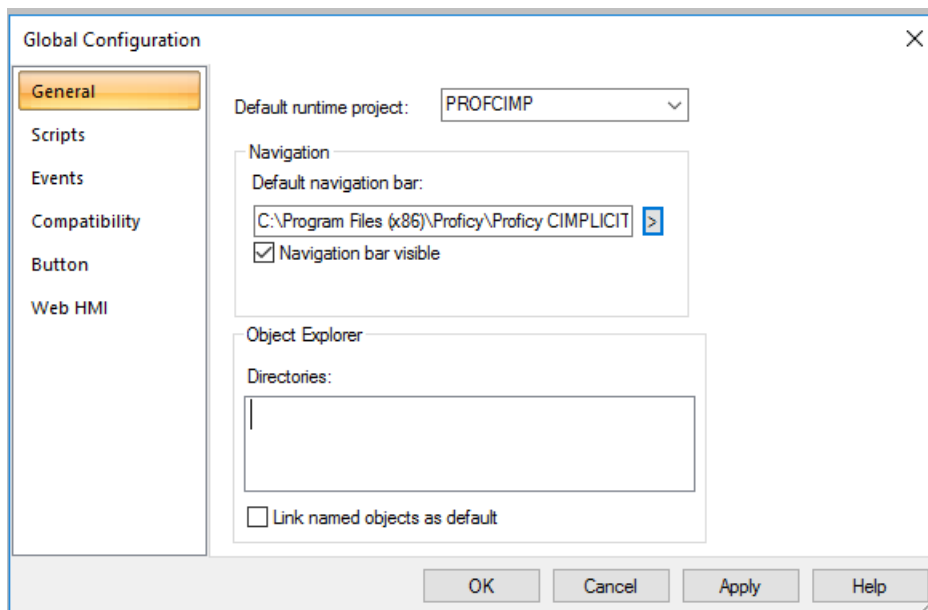 Global Configuration
General
Scripts
Events
Compatibility
Button
Web HMI
Default runtime project:
PROFCIMP
Navigation
Default navigation bar:
C:\Program Files (x86)\Proficy\Proficy CIMPLICIT
>
Navigation bar visible
Object Explorer
Directories:
Link named objects as default
OK
Cancel
Apply
Help